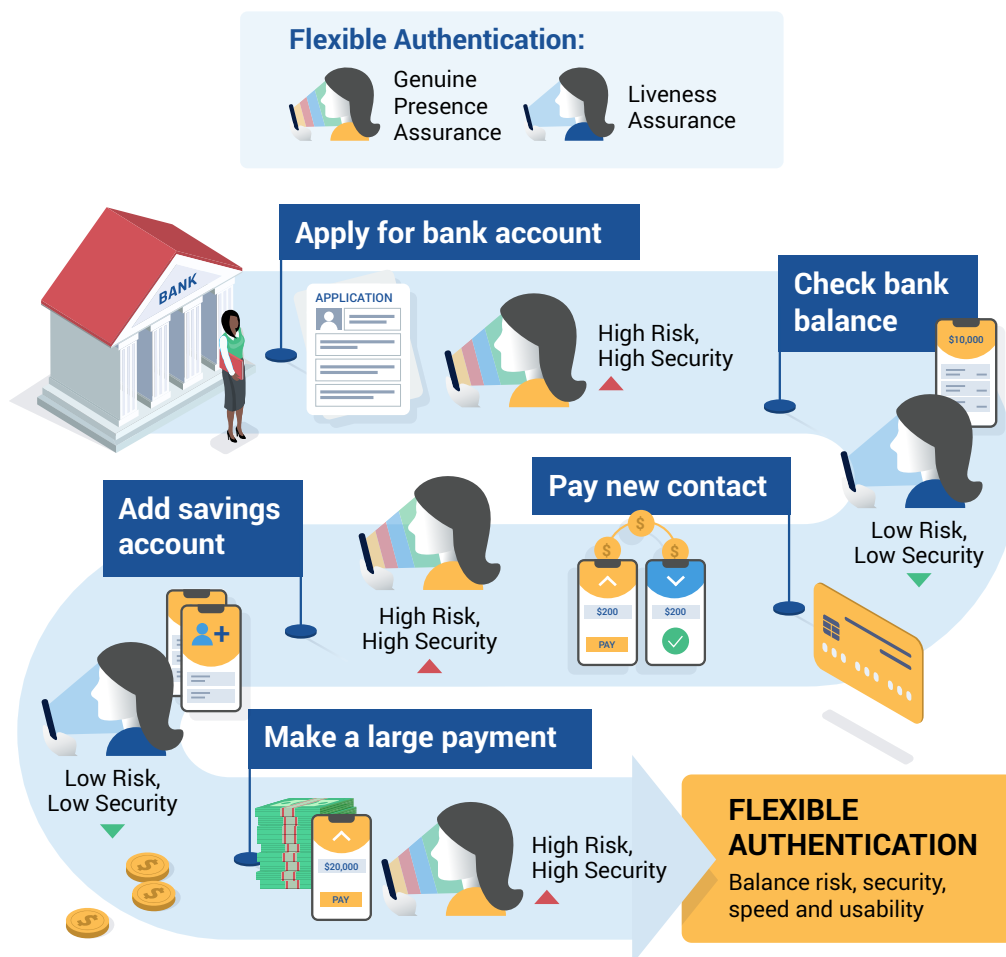 Flexible Authentication:
Genuine
Presence
Assurance
Liveness
Assurance
Apply for bank account
BANK
APPLICATION
High Risk,
High Security
Check bank
balance
$10,000
Low Risk,
Low Security
Pay new contact
$
$
$
$200
$200
PAY
High Risk,
High Security
Add savings
account
Low Risk,
Low Security
$
$
$
Make a large payment
$20,000
PAY
High Risk,
High Security
FLEXIBLE
AUTHENTICATION
Balance risk, security,
speed and usability